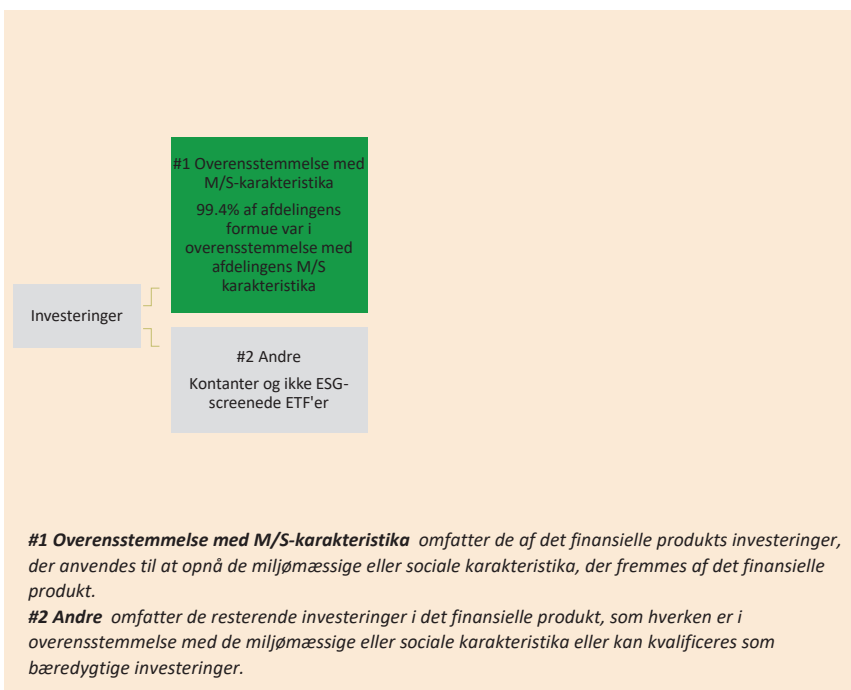 #1 Overensstemmelse med
M/S-karakteristika
99.4% af afdelingens
formue var i
overensstemmelse med
afdelingens M/S
karakteristika
Investeringer
#2 Andre
Kontanter og ikke ESG-
screenede ETF'er
#1 Overensstemmelse med M/S-karakteristika omfatter de af det finansielle produkts investeringer,
der anvendes til at opnå de miljømæssige eller sociale karakteristika, der fremmes af det finansielle
produkt.
#2 Andre omfatter de resterende investeringer i det finansielle produkt, som hverken er i
overensstemmelse med de miljømæssige eller sociale karakteristika eller kan kvalificeres som
bæredygtige investeringer.